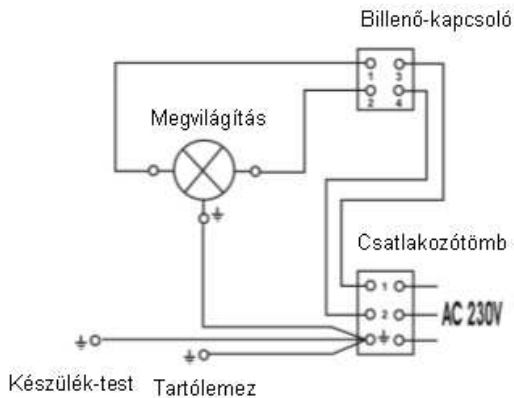 Billenő-kapcsoló
1 3
2 4
Megvilágítás
Csatlakozótömb
1
2
AC 230V
Készülék-test
Tartólemez